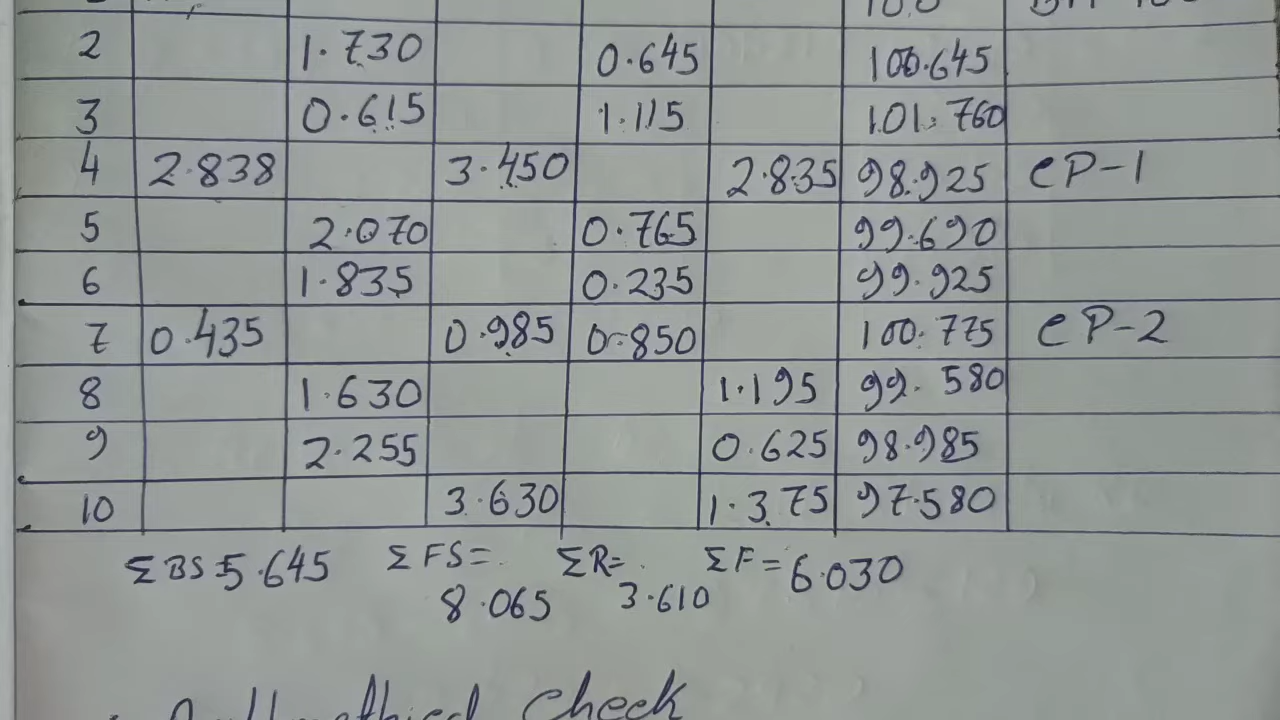 2 1.730 0.645 100.645
3 0.615 1.115 101.760
4 2.838 3.450 2.835 98.925 CP-1
5 2.070 0.765 99.690
6 1.835 0.235 99.925
7 0.435 0.985 0.850 100.775 CP-2
8 1.630 1.195 99.580
9 2.255 0.625 98.985
10 3.630 1.375 97.580
ΣBS=5.645 ΣFS= ΣR= ΣF=6.030
8.065 3.610
check